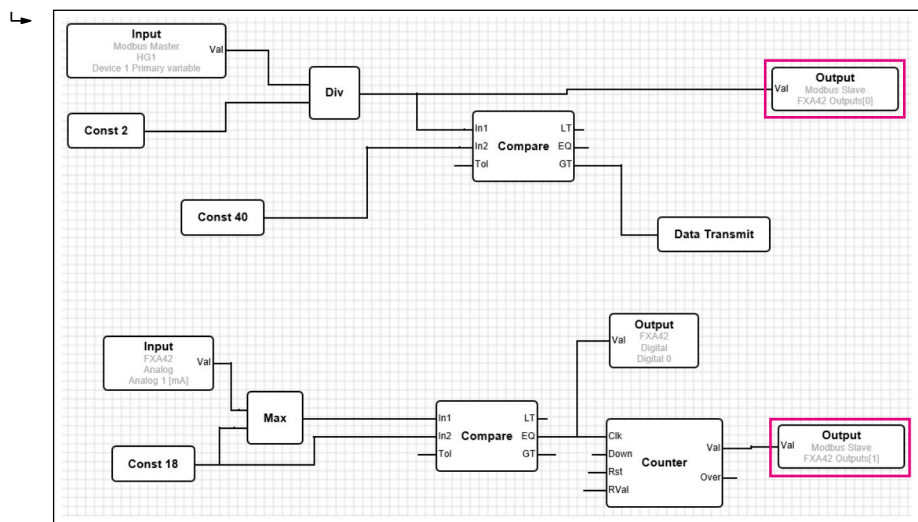 Input
Modbus Master
HG1
Device 1 Primary variable
Val
Div
Const 2
Output
Modbus Slave
FXA42 Outputs[0]
Val
In1
In2
Tol
Compare
LT
EQ
GT
Const 40
Data Transmit
Input
FXA42
Analog
Analog 1 [mA]
Val
Max
Const 18
In1
In2
Tol
Compare
LT
EQ
GT
Output
FXA42
Digital
Digital 0
Val
Clk
Down
Rst
RVal
Counter
Val
Over
Output
Modbus Slave
FXA42 Outputs[1]
Val